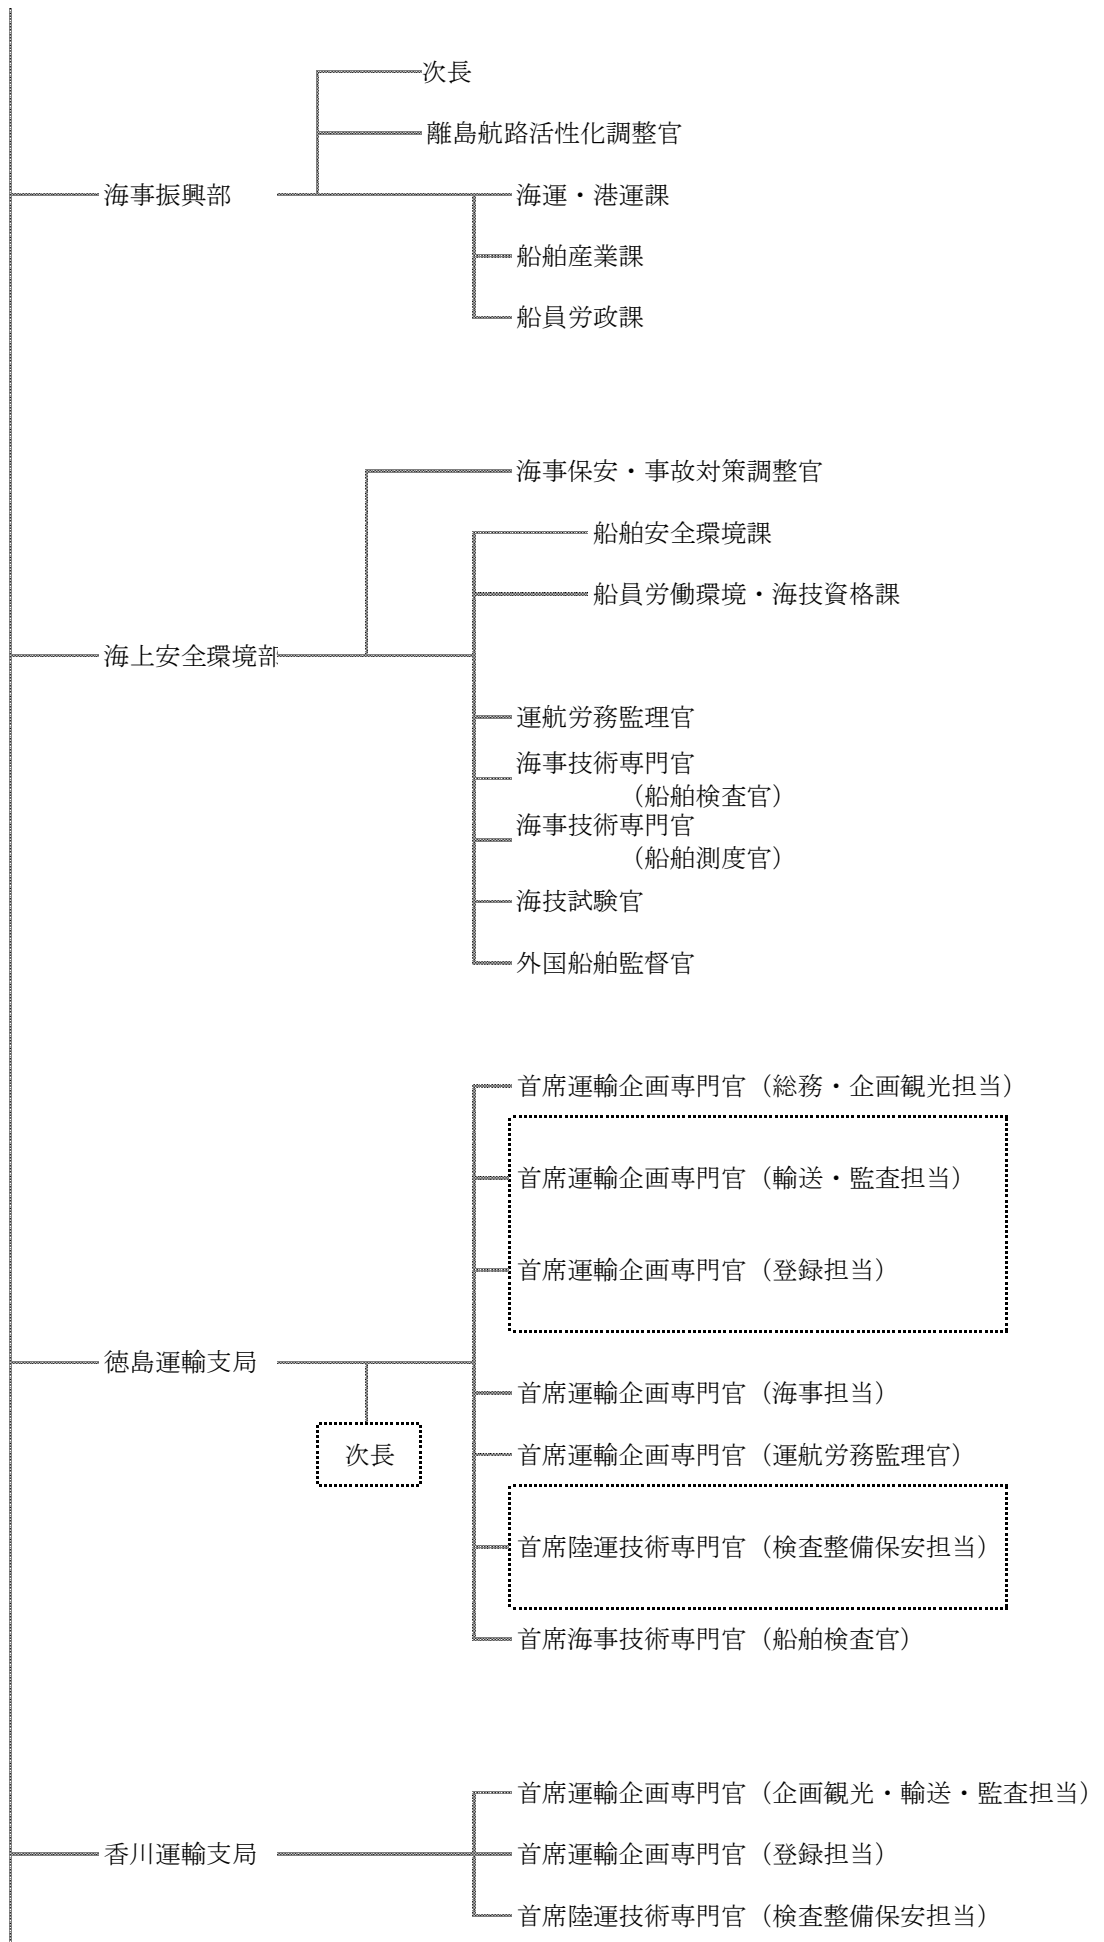 次長
離島航路活性化調整官
海事振興部
海運・港運課
船舶産業課
船員労政課
海事保安・事故対策調整官
船舶安全環境課
船員労働環境・海技資格課
海上安全環境部
運航労務監理官
海事技術専門官
（船舶検査官）
海事技術専門官
（船舶測度官）
海技試験官
外国船舶監督官
首席運輸企画専門官（総務・企画観光担当）
首席運輸企画専門官（輸送・監査担当）
首席運輸企画専門官（登録担当）
徳島運輸支局
首席運輸企画専門官（海事担当）
次長
首席運輸企画専門官（運航労務監理官）
首席陸運技術専門官（検査整備保安担当）
首席海事技術専門官（船舶検査官）
首席運輸企画専門官（企画観光・輸送・監査担当）
香川運輸支局
首席運輸企画専門官（登録担当）
首席陸運技術専門官（検査整備保安担当）